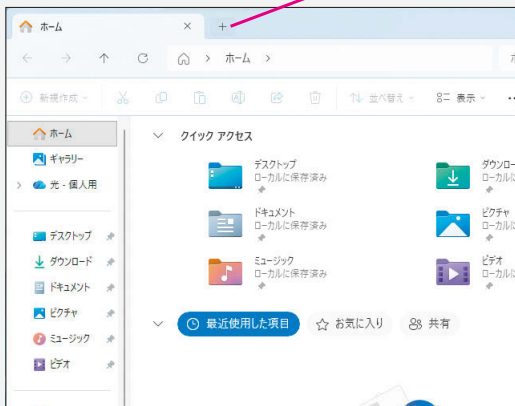 ホーム
ホーム
新規作成
並べ替え
表示
ホーム
ギャラリー
光 - 個人用
デスクトップ
ダウンロード
ドキュメント
ピクチャ
ミュージック
ビデオ
クイック アクセス
デスクトップ
ローカルに保存済み
ダウンロー
ローカルに
ドキュメント
ローカルに保存済み
ピクチャ
ローカルに
ミュージック
ローカルに保存済み
ビデオ
ローカルに
最近使用した項目
お気に入り
共有